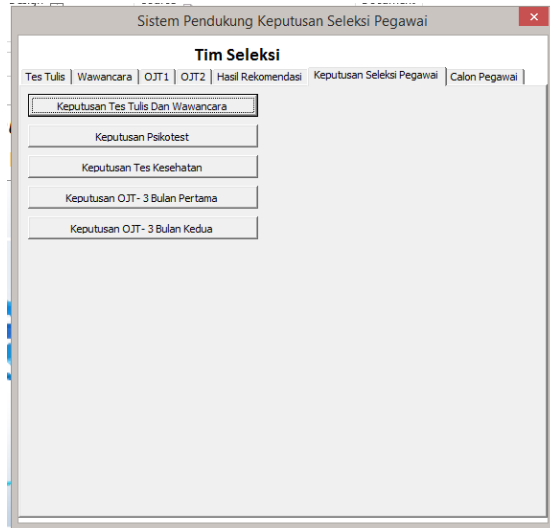 Sistem Pendukung Keputusan Seleksi Pegawai
Tim Seleksi
Tes Tulis Wawancara OJT1 OJT2 Hasil Rekomendasi Keputusan Seleksi Pegawai Calon Pegawai
Keputusan Tes Tulis Dan Wawancara
Keputusan Psikotest
Keputusan Tes Kesehatan
Keputusan OJT- 3 Bulan Pertama
Keputusan OJT- 3 Bulan Kedua